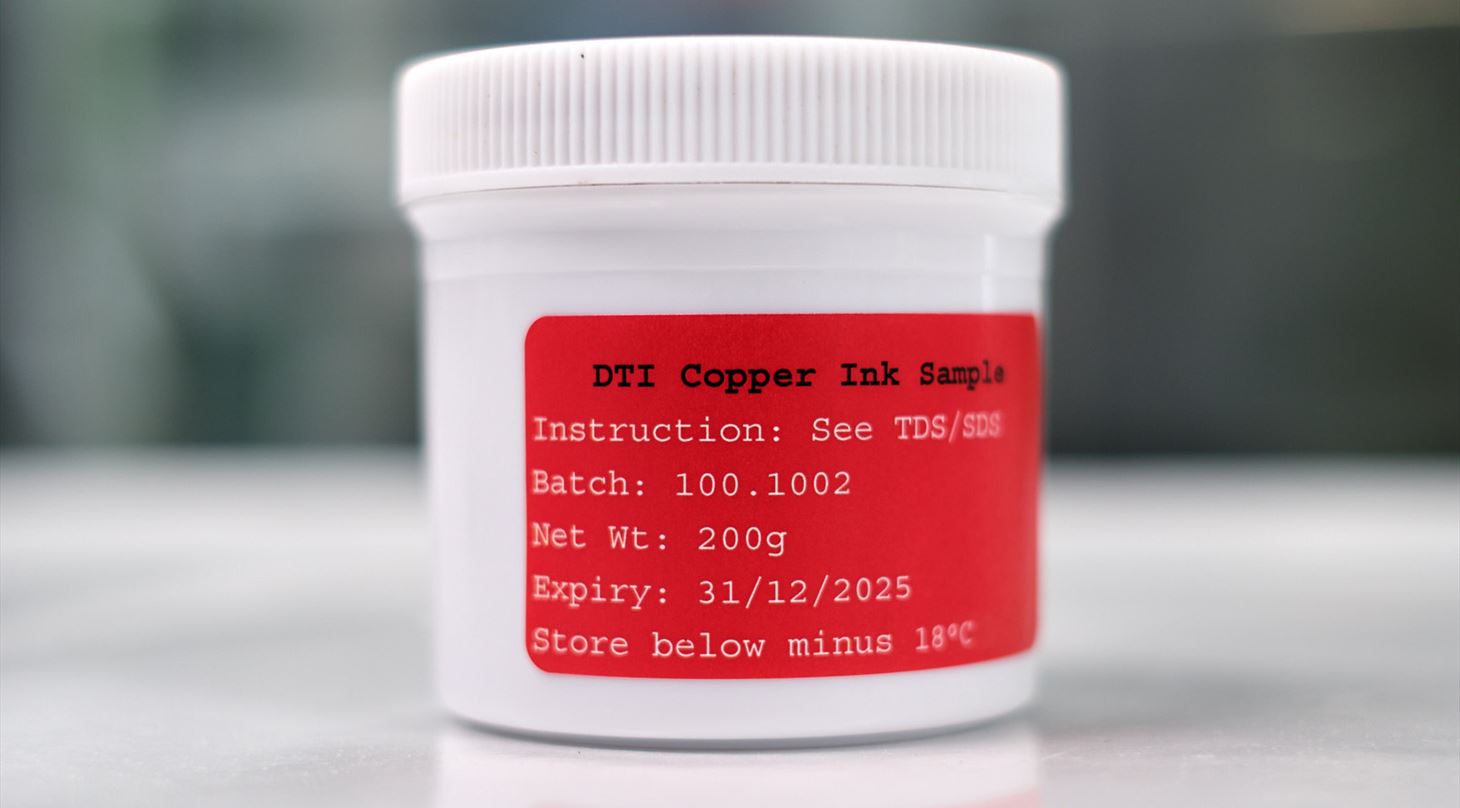 DTI Copper Ink Sample
Instruction: See TDS/SDS
Batch: 100.1002
Net Wt: 200g
Expiry: 31/12/2025
Store below minus 18°C